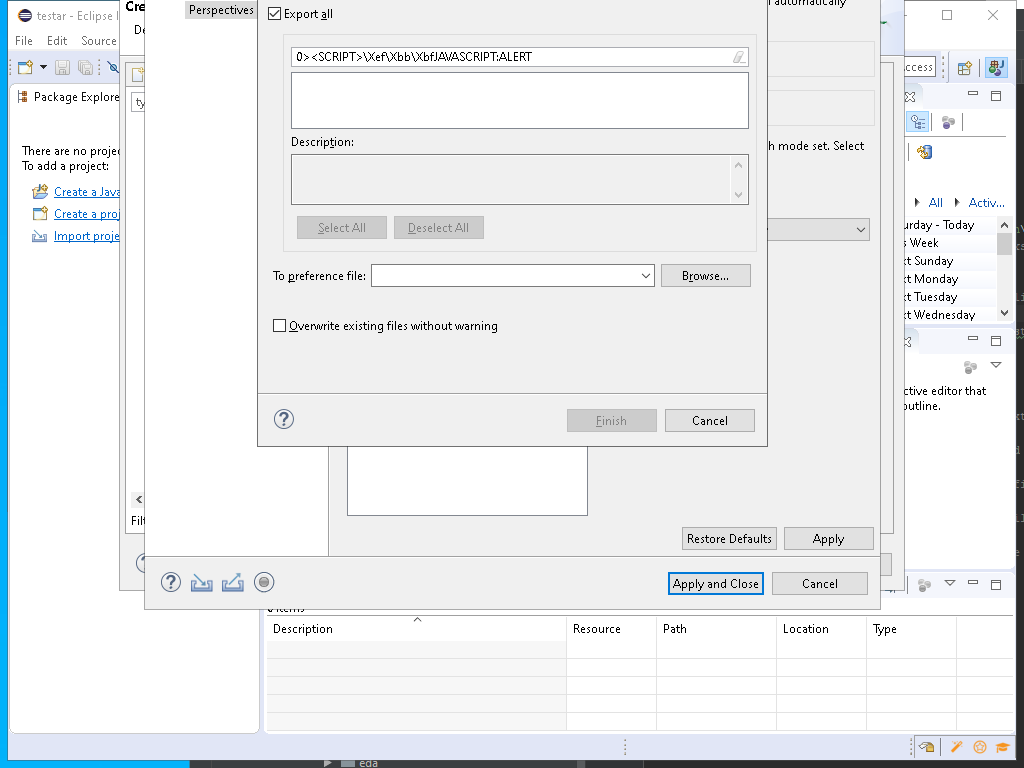 testar - Eclipse I
File Edit Source
Package Explore
There are no projec
To add a project:
Create a Java
Create a proj
Import proje
Cre
De
ty
Filt
Perspectives
Export all
0><SCRIPT>\Xef\Xbb\XbfJAVASCRIPT:ALERT
Description:
Select All Deselect All
To preference file: Browse...
Overwrite existing files without warning
Finish Cancel
automatically
h mode set. Select
Restore Defaults Apply
Apply and Close Cancel
ccess
All Activ...
urday - Today
s Week
xt Sunday
xt Monday
xt Tuesday
xt Wednesday
ctive editor that
outline.
Description Resource Path Location Type
eda